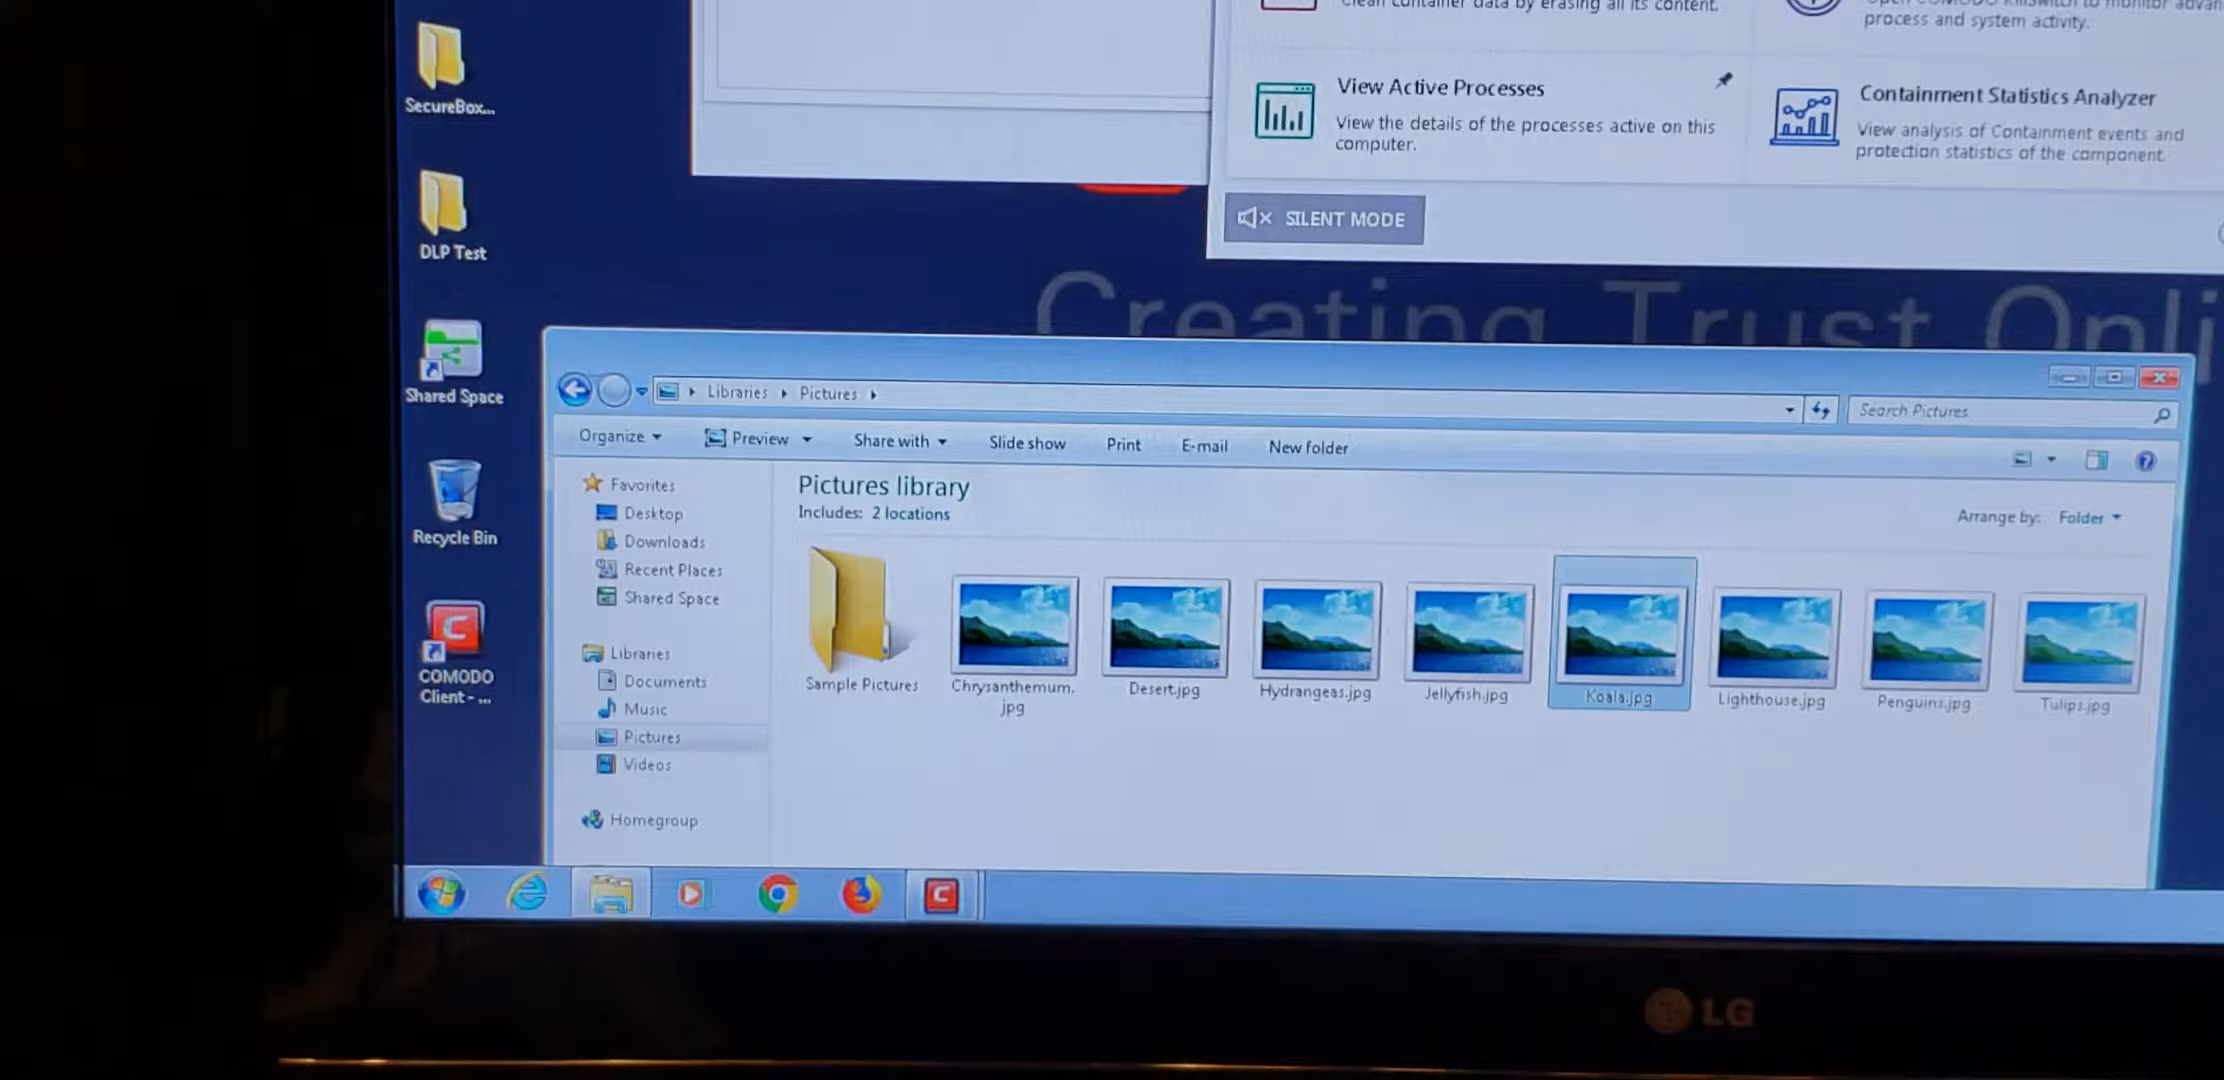 Clean container data by erasing all its content.
process and system activity.
SecureBox...
View Active Processes
View the details of the processes active on this
computer.
Containment Statistics Analyzer
View analysis of Containment events and
protection statistics of the component.
SILENT MODE
DLP Test
Creating Trust Onli
Shared Space
Libraries
Pictures
Search Pictures
Organize
Preview
Share with
Slide show
Print
E-mail
New folder
Recycle Bin
Favorites
Desktop
Downloads
Recent Places
Shared Space
Libraries
Documents
Music
Pictures
Videos
Homegroup
Pictures library
Includes: 2 locations
Arrange by: Folder
Sample Pictures
Chrysanthemum.
jpg
Desert.jpg
Hydrangeas.jpg
Jellyfish.jpg
Koala.jpg
Lighthouse.jpg
Penguins.jpg
Tulips.jpg
C
COMODO
Client - ...
C
LG